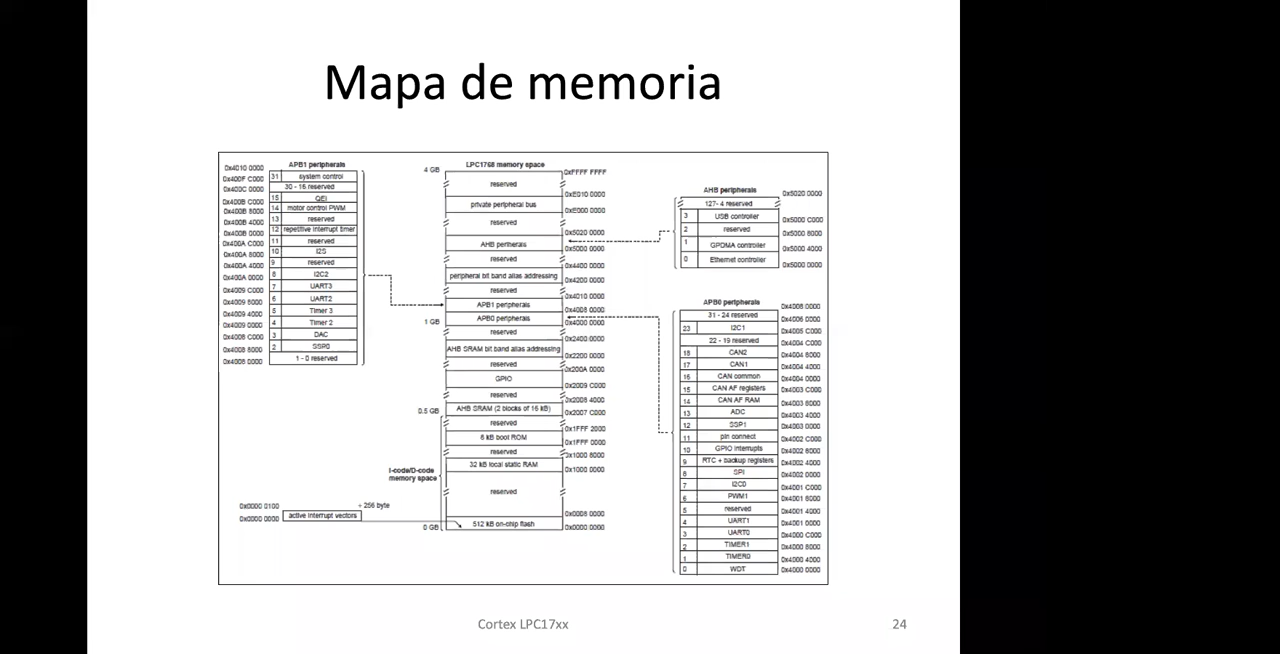 Mapa de memoria
APB1 peripherals
0x4010 0000
31 system control
0x400F C000
30 - 16 reserved
0x400C 0000
15 QEI
0x400B C000
14 motor control PWM
0x400B 8000
13 reserved
0x400B 4000
12 repetitive interrupt timer
0x400B 0000
11 reserved
0x400A C000
10 I2S
0x400A 8000
9 reserved
0x400A 4000
8 I2C2
0x400A 0000
7 UART3
0x4009 C000
6 UART2
0x4009 8000
5 Timer 3
0x4009 4000
4 Timer 2
0x4009 0000
3 DAC
0x4008 C000
2 SSP0
0x4008 8000
1 - 0 reserved
0x4008 0000
LPC1768 memory space
4 GB
0xFFFF FFFF
reserved
0xE010 0000
private peripheral bus
0xE000 0000
reserved
0x5020 0000
AHB periherals
0x5000 0000
reserved
0x4400 0000
peripheral bit band alias addressing
0x4200 0000
reserved
0x4010 0000
APB1 peripherals
0x4008 0000
APB0 peripherals
1 GB
0x4000 0000
reserved
0x2400 0000
AHB SRAM bit band alias addressing
0x2200 0000
reserved
0x200A 0000
GPIO
0x2009 C000
reserved
0x2008 4000
0.5 GB
AHB SRAM (2 blocks of 16 kB)
0x2007 C000
reserved
0x1FFF 2000
8 kB boot ROM
0x1FFF 0000
reserved
0x1000 8000
32 kB local static RAM
0x1000 0000
I-code/D-code
memory space
reserved
0x0008 0000
512 kB on-chip flash
0 GB
0x0000 0000
0x0000 0100
+ 256 byte
active interrupt vectors
0x0000 0000
AHB peripherals
0x5020 0000
127- 4 reserved
3 USB controller
0x5000 C000
2 reserved
0x5000 8000
1 GPDMA controller
0x5000 4000
0 Ethernet controller
0x5000 0000
APB0 peripherals
0x4008 0000
31 - 24 reserved
0x4006 0000
23 I2C1
0x4005 C000
22 - 19 reserved
0x4004 C000
18 CAN2
0x4004 8000
17 CAN1
0x4004 4000
16 CAN common
0x4004 0000
15 CAN AF registers
0x4003 C000
14 CAN AF RAM
0x4003 8000
13 ADC
0x4003 4000
12 SSP1
0x4003 0000
11 pin connect
0x4002 C000
10 GPIO interrupts
0x4002 8000
9 RTC + backup registers
0x4002 4000
8 SPI
0x4002 0000
7 I2C0
0x4001 C000
6 PWM1
0x4001 8000
5 reserved
0x4001 4000
4 UART1
0x4001 0000
3 UART0
0x4000 C000
2 TIMER1
0x4000 8000
1 TIMER0
0x4000 4000
0 WDT
0x4000 0000
Cortex LPC17xx
24